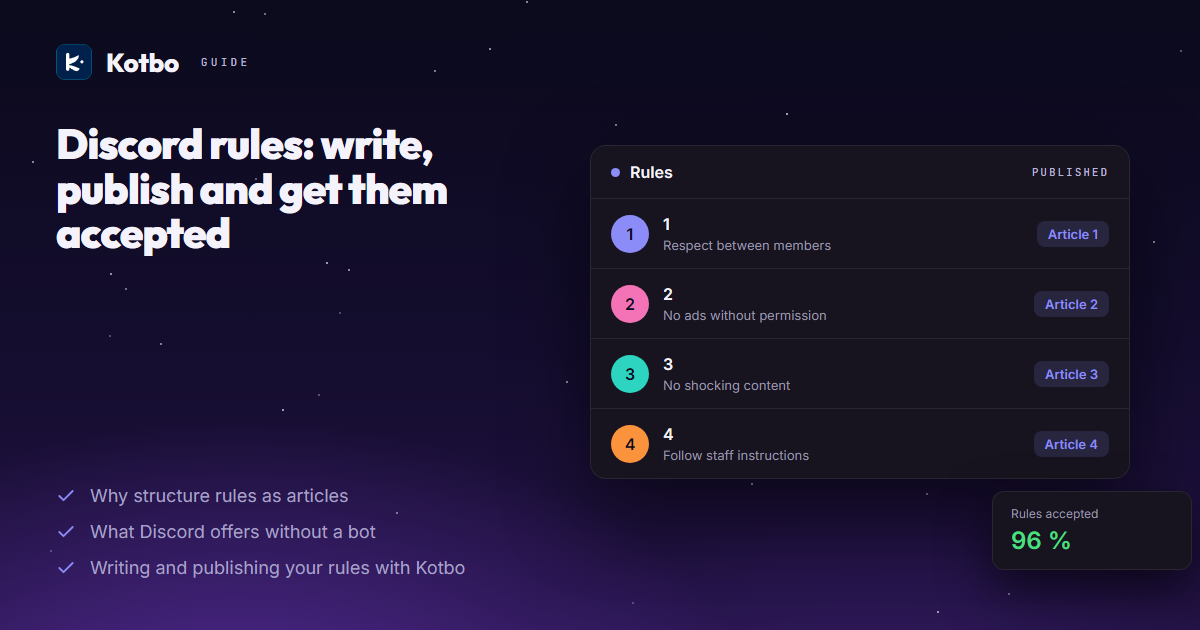 Kotbo GUIDE
Discord rules: write,
publish and get them
accepted
Why structure rules as articles
What Discord offers without a bot
Writing and publishing your rules with Kotbo
Rules PUBLISHED
1
1
Respect between members
Article 1
2
2
No ads without permission
Article 2
3
3
No shocking content
Article 3
4
4
Follow staff instructions
Article 4
Rules accepted
96 %